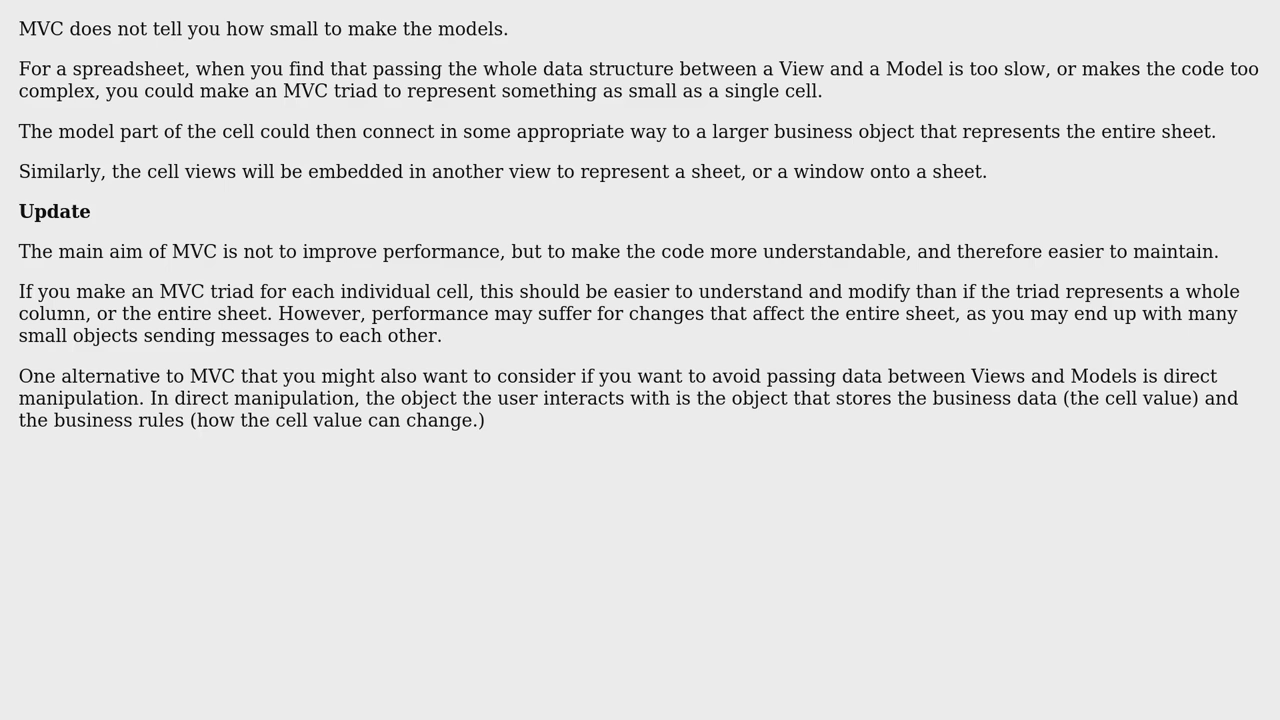 MVC does not tell you how small to make the models.
For a spreadsheet, when you find that passing the whole data structure between a View and a Model is too slow, or makes the code too
complex, you could make an MVC triad to represent something as small as a single cell.
The model part of the cell could then connect in some appropriate way to a larger business object that represents the entire sheet.
Similarly, the cell views will be embedded in another view to represent a sheet, or a window onto a sheet.
Update
The main aim of MVC is not to improve performance, but to make the code more understandable, and therefore easier to maintain.
If you make an MVC triad for each individual cell, this should be easier to understand and modify than if the triad represents a whole
column, or the entire sheet. However, performance may suffer for changes that affect the entire sheet, as you may end up with many
small objects sending messages to each other.
One alternative to MVC that you might also want to consider if you want to avoid passing data between Views and Models is direct
manipulation. In direct manipulation, the object the user interacts with is the object that stores the business data (the cell value) and
the business rules (how the cell value can change.)